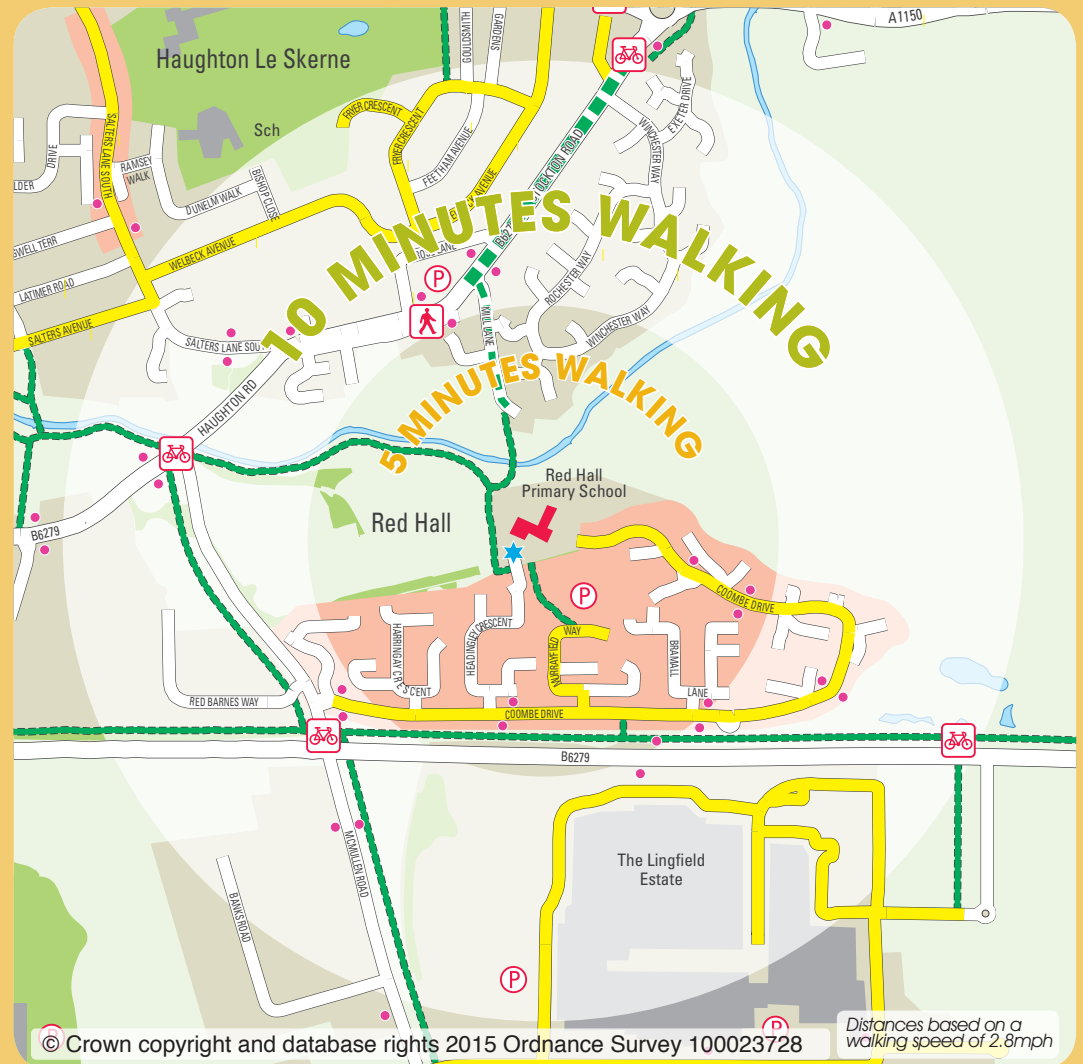 A1150
Haughton Le Skerne
GOULDSMITH
GARDENS
EXETER DRIVE
FRYER CRESCENT
FRYER CRESCENT
Sch
SALTERS LANE SOUTH
DRIVE
WINCHESTER WAY
FEETHAM AVENUE
RAMSEY
WALK
BISHOP CLOSE
DUNELM WALK
AVENUE
10 MINUTES WALKING
WELBECK AVENUE
LATIMER ROAD
ROCHESTER WAY
WINCHESTER WAY
P
SALTERS AVENUE
SALTERS LANE SOUTH
5 MINUTES WALKING
HAUGHTON RD
Red Hall
Primary School
Red Hall
B6279
P
COOMBE DRIVE
HARRINGAY CRESCENT
HEADINGLEY CRESCENT
MURRAYFIELD
WAY
BRAMALL
LANE
RED BARNES WAY
COOMBE DRIVE
B6279
MCMULLEN ROAD
The Lingfield
Estate
BANKS ROAD
P
P
P
Distances based on a
walking speed of 2.8mph
© Crown copyright and database rights 2015 Ordnance Survey 100023728